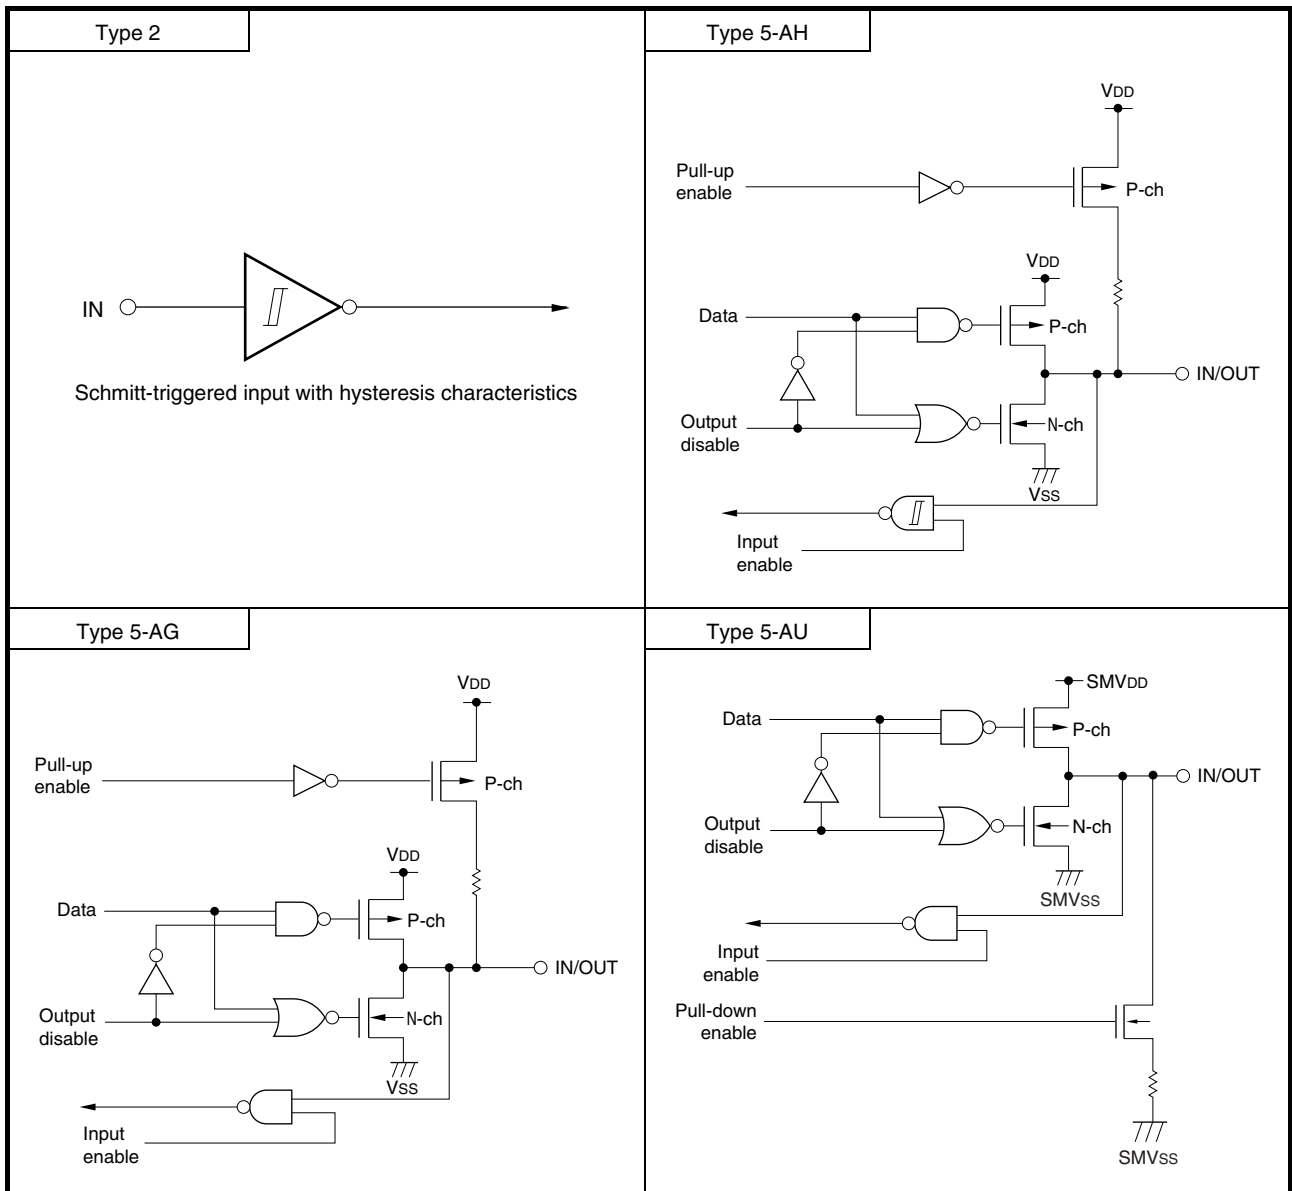 Type 2
IN
Schmitt-triggered input with hysteresis characteristics
Type 5-AH
VDD
Pull-up
enable
P-ch
VDD
Data
P-ch
IN/OUT
Output
disable
N-ch
VSS
Input
enable
Type 5-AG
VDD
Pull-up
enable
P-ch
VDD
Data
P-ch
IN/OUT
Output
disable
N-ch
VSS
Input
enable
Type 5-AU
SMVDD
Data
P-ch
IN/OUT
Output
disable
N-ch
SMVSS
Input
enable
Pull-down
enable
SMVSS